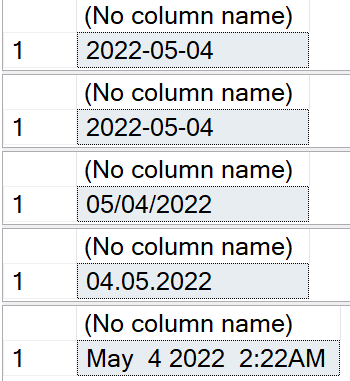 (No column name)
1 2022-05-04
(No column name)
1 2022-05-04
(No column name)
1 05/04/2022
(No column name)
1 04.05.2022
(No column name)
1 May  4 2022  2:22AM